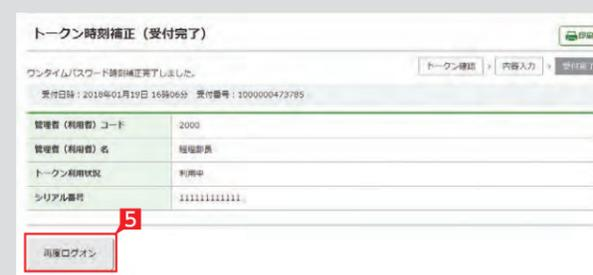 トークン時刻補正（受付完了）
印刷
トークン確認 › 内容入力 › 受付完了
ワンタイムパスワード時刻補正完了しました。
受付日時：2018年01月19日 16時06分 受付番号：1000000473785
管理者（利用者）コード 2000
管理者（利用者）名 経理部長
トークン利用状況 利用中
シリアル番号 111111111111
5
再度ログオン